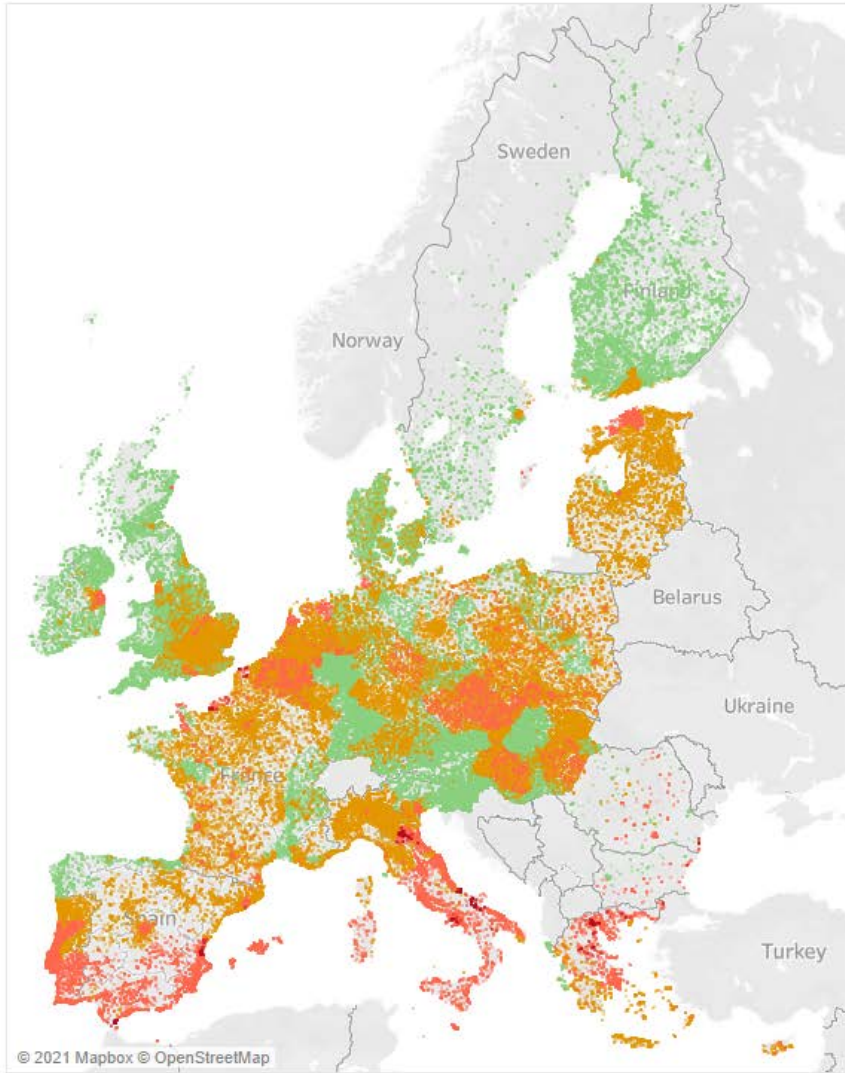 Sweden
Finland
Norway
Belarus
Ukraine
France
Spain
Turkey
© 2021 Mapbox © OpenStreetMap